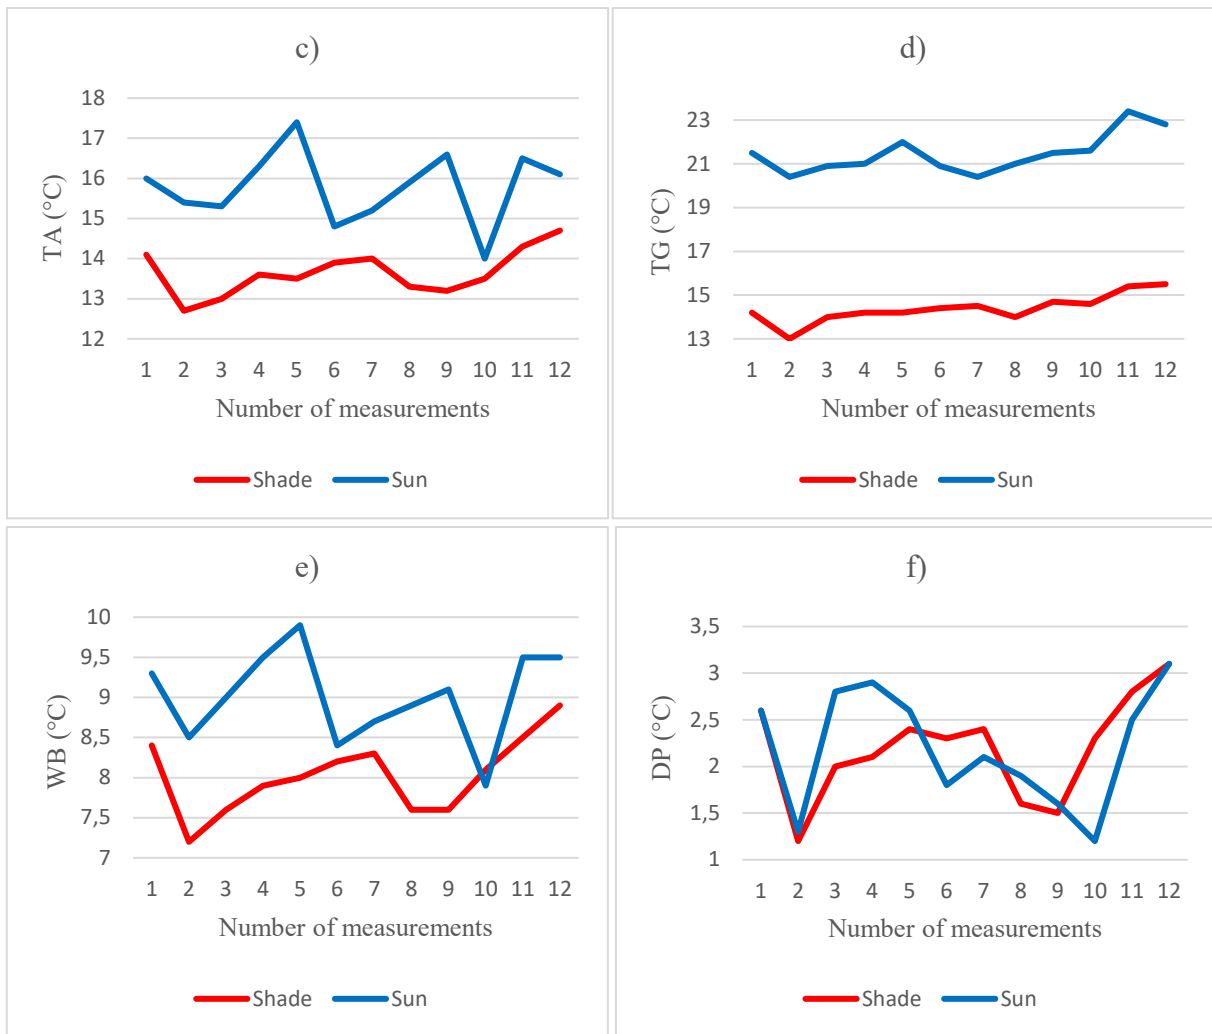 c)
18
17
16
15
14
13
12
TA (°C)
1 2 3 4 5 6 7 8 9 10 11 12
Number of measurements
Shade Sun
d)
23
21
19
17
15
13
TG (°C)
1 2 3 4 5 6 7 8 9 10 11 12
Number of measurements
Shade Sun
e)
10
9,5
9
8,5
8
7,5
7
WB (°C)
1 2 3 4 5 6 7 8 9 10 11 12
Number of measurements
Shade Sun
f)
3,5
3
2,5
2
1,5
1
DP (°C)
1 2 3 4 5 6 7 8 9 10 11 12
Number of measurements
Shade Sun